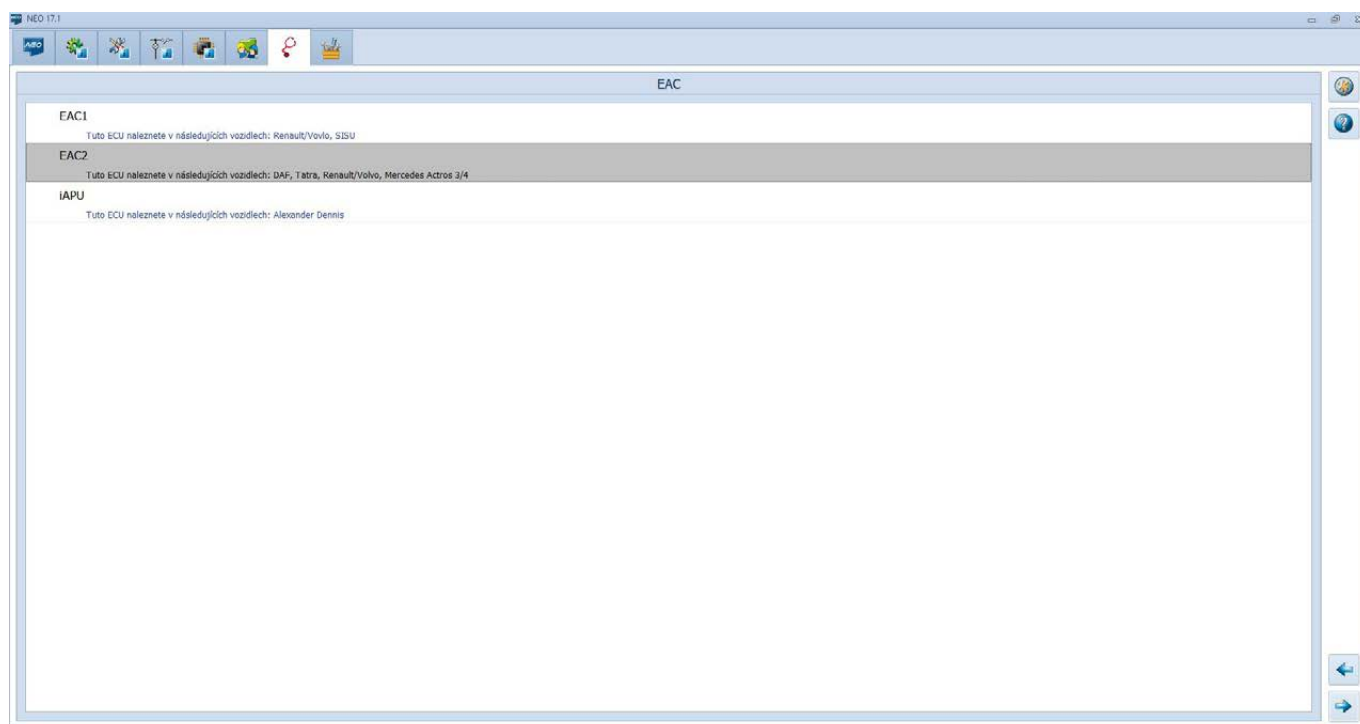 NEO 17.1
NEO
EAC
EAC1
Tuto ECU naleznete v následujících vozidlech: Renault/Vovlo, SISU
EAC2
Tuto ECU naleznete v následujících vozidlech: DAF, Tatra, Renault/Volvo, Mercedes Actros 3/4
iAPU
Tuto ECU naleznete v následujících vozidlech: Alexander Dennis